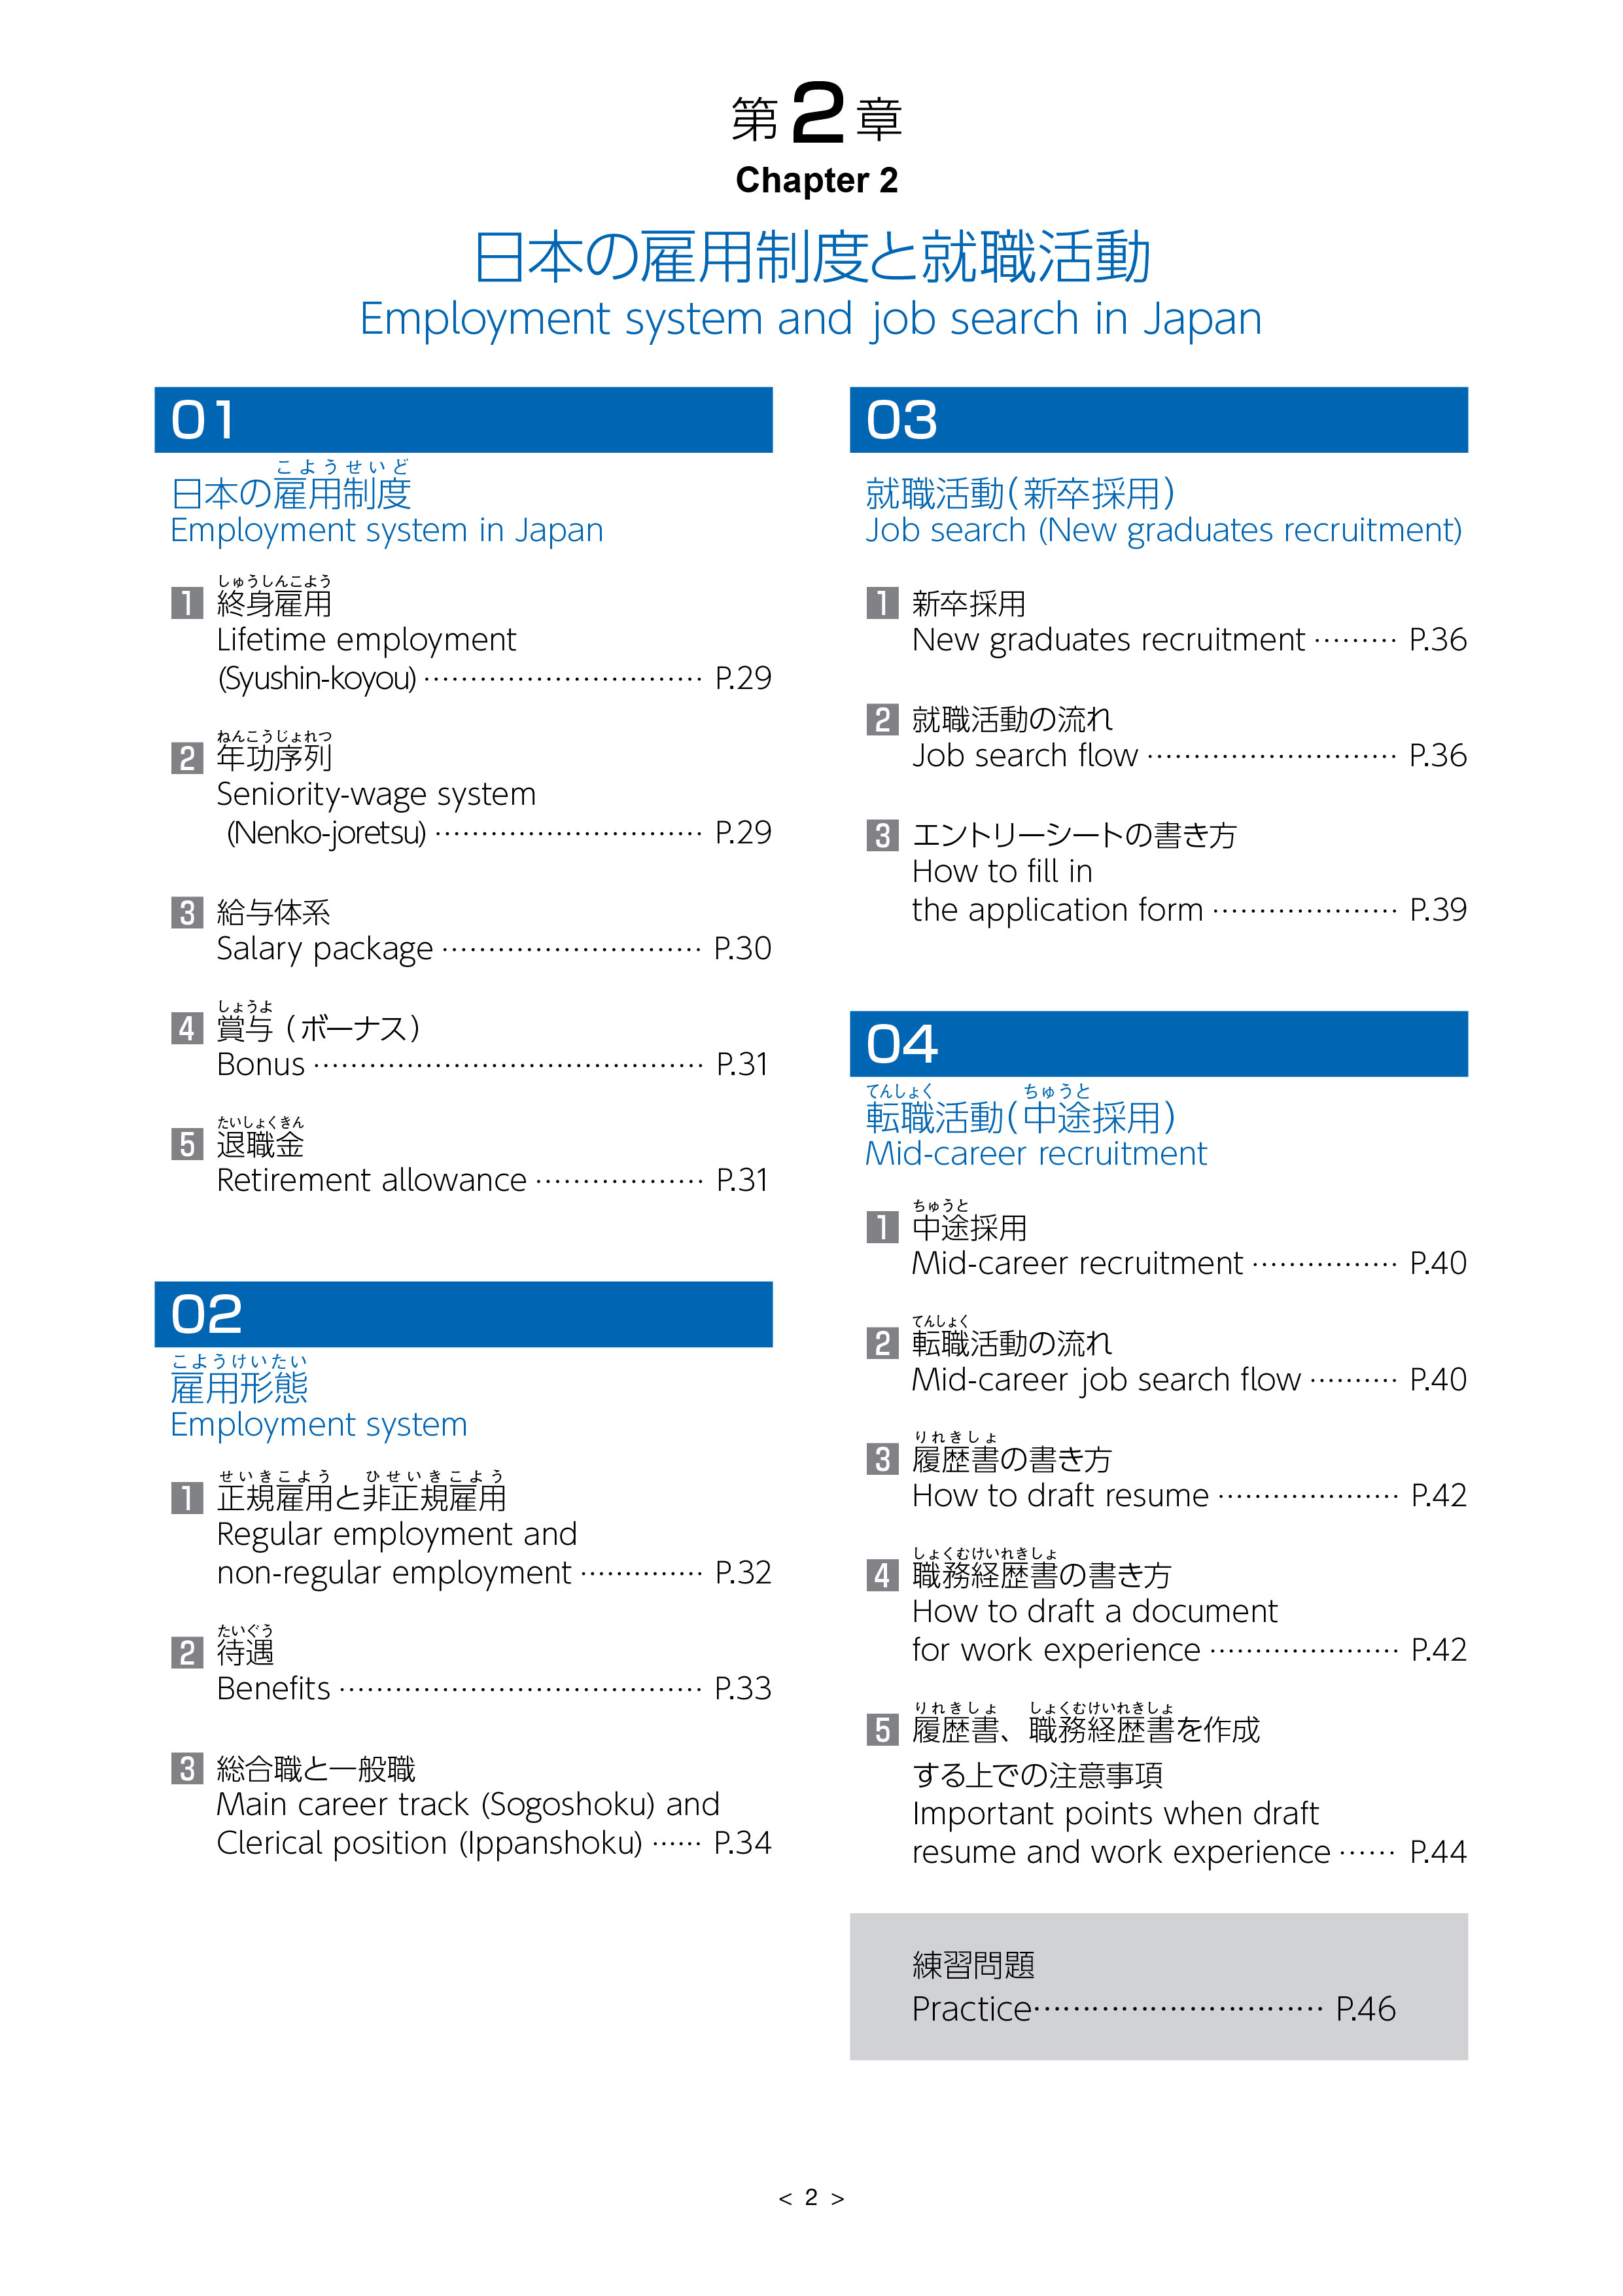 第2章
Chapter 2
日本の雇用制度と就職活動
Employment system and job search in Japan
01
こようせいど
日本の雇用制度
Employment system in Japan
しゅうしんこよう
1 終身雇用
Lifetime employment
(Syushin-koyou) ………………………… P.29
ねんこうじょれつ
2 年功序列
Seniority-wage system
(Nenko-joretsu) ………………………… P.29
3 給与体系
Salary package ………………………… P.30
しょうよ
4 賞与（ボーナス）
Bonus …………………………………… P.31
たいしょくきん
5 退職金
Retirement allowance ……………… P.31
02
こようけいたい
雇用形態
Employment system
せいきこよう ひせいきこよう
1 正規雇用と非正規雇用
Regular employment and
non-regular employment ………… P.32
たいぐう
2 待遇
Benefits ………………………………… P.33
3 総合職と一般職
Main career track (Sogoshoku) and
Clerical position (Ippanshoku) …… P.34
03
就職活動（新卒採用）
Job search (New graduates recruitment)
1 新卒採用
New graduates recruitment ……… P.36
2 就職活動の流れ
Job search flow ……………………… P.36
3 エントリーシートの書き方
How to fill in
the application form ………………… P.39
04
てんしょく ちゅうと
転職活動（中途採用）
Mid-career recruitment
ちゅうと
1 中途採用
Mid-career recruitment …………… P.40
てんしょく
2 転職活動の流れ
Mid-career job search flow ……… P.40
りれきしょ
3 履歴書の書き方
How to draft resume ………………… P.42
しょくむけいれきしょ
4 職務経歴書の書き方
How to draft a document
for work experience ………………… P.42
りれきしょ しょくむけいれきしょ
5 履歴書、職務経歴書を作成
する上での注意事項
Important points when draft
resume and work experience …… P.44
練習問題
Practice………………………… P.46
< 2 >